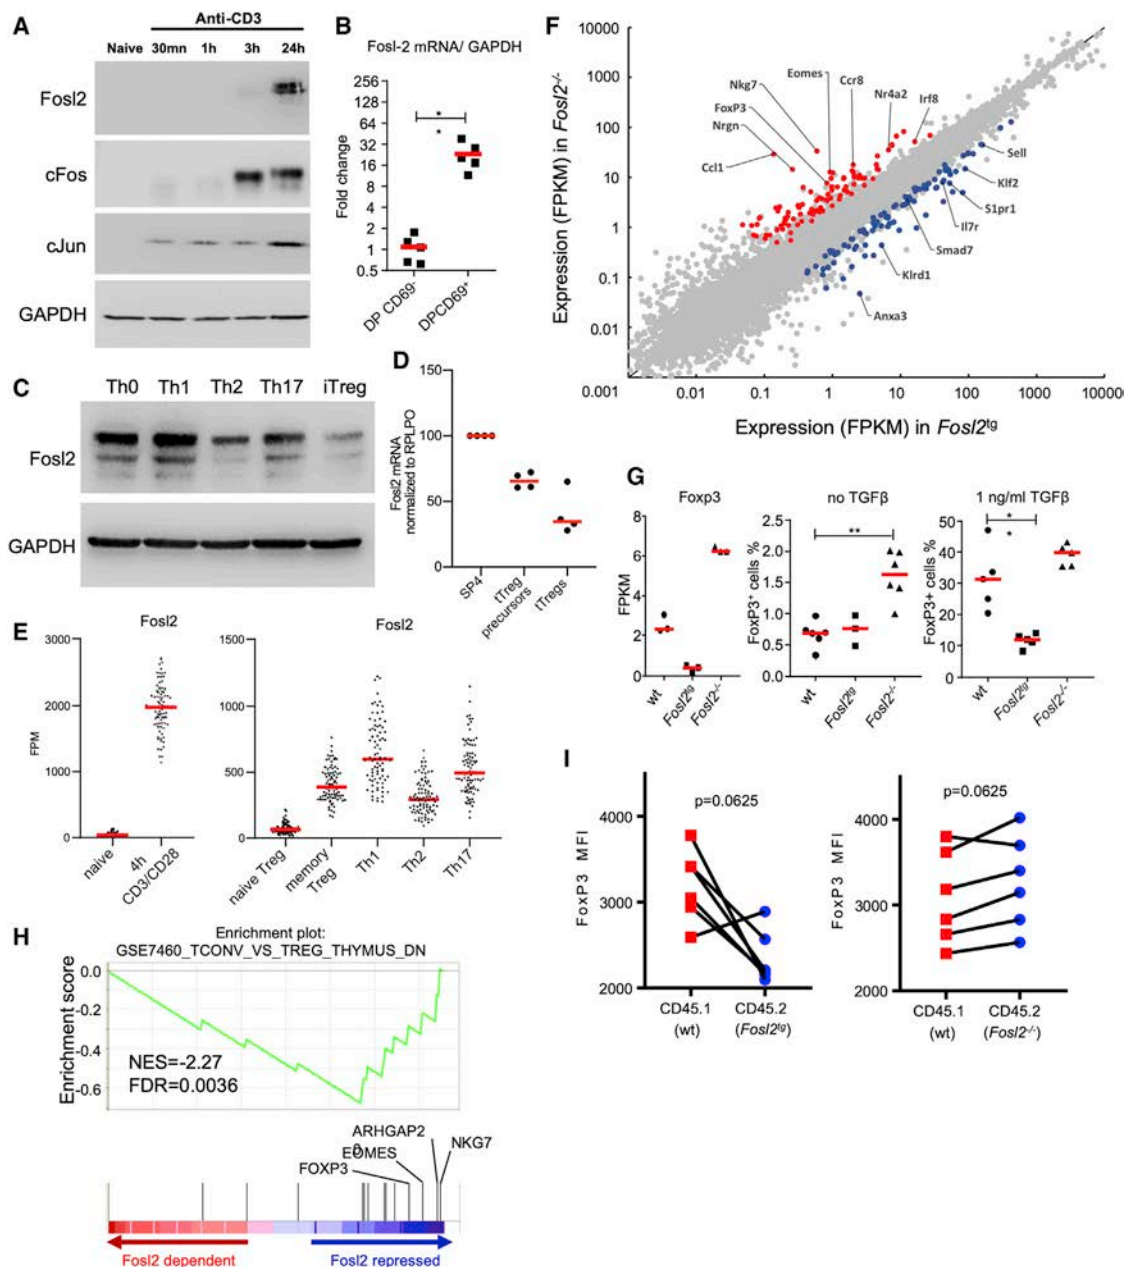 A
Anti-CD3
Naive 30mn 1h 3h 24h
Fosl2
cFos
cJun
GAPDH
B
Fosl-2 mRNA/ GAPDH
Fold change
256
128
64
32
16
8
4
2
1
0.5
*
*
DP CD69-
DPCD69+
C
Th0 Th1 Th2 Th17 iTreg
Fosl2
GAPDH
D
Fosl2 mRNA
normalized to RPLPO
150
100
50
0
SP4
tTreg
precursors
tTregs
E
Fosl2
FPM
3000
2000
1000
0
naive
4h
CD3/CD28
Fosl2
1500
1000
500
0
naive Treg
memory
Treg
Th1
Th2
Th17
F
Expression (FPKM) in Fosl2-/-
10000
1000
100
10
1
0.1
0.01
0.001
0.01 0.1 1 10 100 1000 10000
Expression (FPKM) in Fosl2tg
Nkg7
Eomes
Ccr8
FoxP3
Nr4a2
Irf8
Nrgn
Ccl1
Sell
Klf2
S1pr1
Il7r
Smad7
Klrd1
Anxa3
G
Foxp3
FPKM
8
6
4
2
0
wt
Fosl2tg
Fosl2-/-
no TGFβ
FoxP3+ cells %
2.5
2.0
1.5
1.0
0.5
0.0
**
wt
Fosl2tg
Fosl2-/-
1 ng/ml TGFβ
FoxP3+ cells %
50
40
30
20
10
0
*
*
wt
Fosl2tg
Fosl2-/-
H
Enrichment plot:
GSE7460_TCONV_VS_TREG_THYMUS_DN
Enrichment score
0.0
-0.2
-0.4
-0.6
NES=-2.27
FDR=0.0036
ARHGAP2
0
EOMES
NKG7
FOXP3
Fosl2 dependent
Fosl2 repressed
I
p=0.0625
FoxP3 MFI
4000
3000
2000
CD45.1
(wt)
CD45.2
(Fosl2tg)
p=0.0625
FoxP3 MFI
4000
3000
2000
CD45.1
(wt)
CD45.2
(Fosl2-/-)